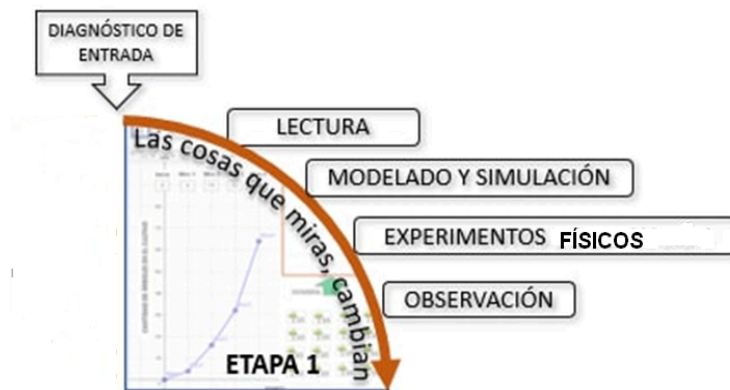 DIAGNÓSTICO DE
ENTRADA
LECTURA
Las cosas que miras, cambian
MODELADO Y SIMULACIÓN
EXPERIMENTOS FÍSICOS
OBSERVACIÓN
ETAPA 1